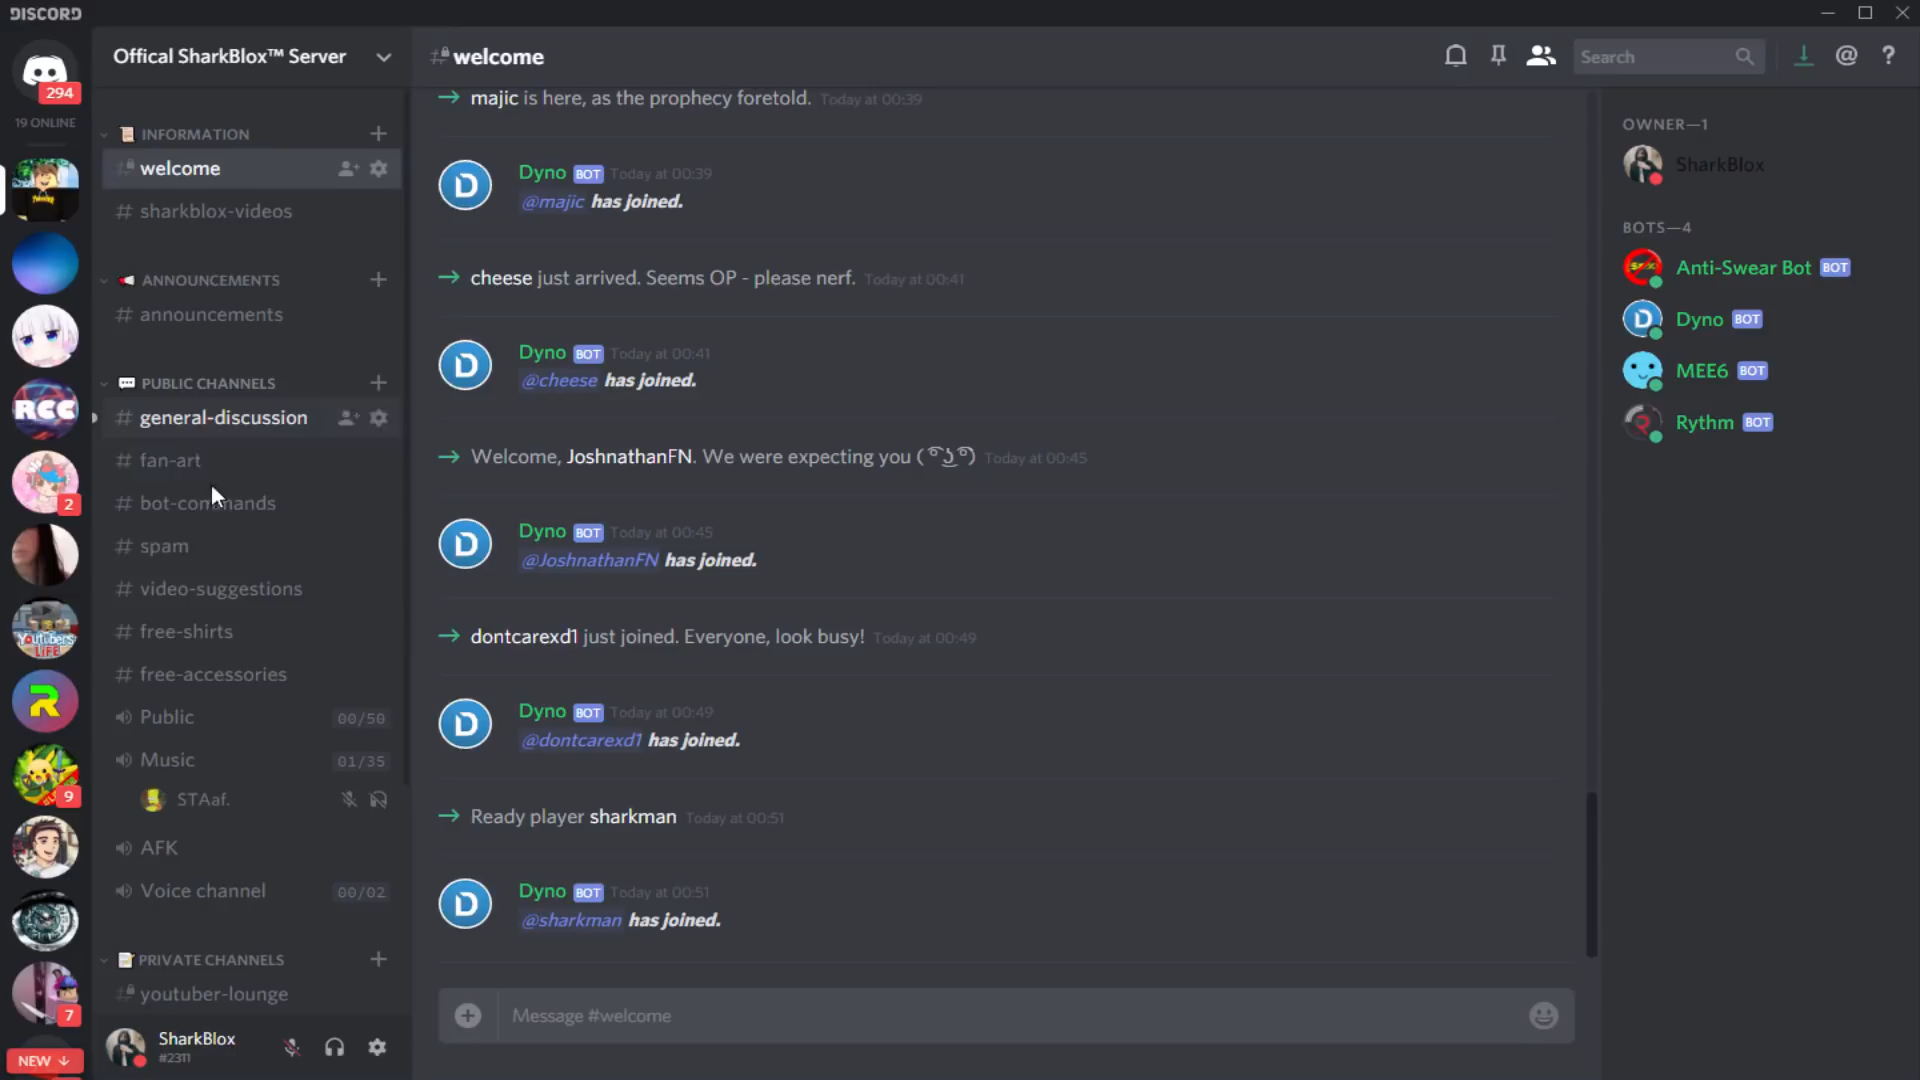 DISCORD
294
19 ONLINE
RCC
2
YouTubers
LIFE
R
9
7
NEW
Offical SharkBlox™ Server
INFORMATION
# welcome
# sharkblox-videos
ANNOUNCEMENTS
# announcements
PUBLIC CHANNELS
# general-discussion
# fan-art
# bot-commands
# spam
# video-suggestions
# free-shirts
# free-accessories
Public 00/50
Music 01/35
STAaf.
AFK
Voice channel 00/02
PRIVATE CHANNELS
# youtuber-lounge
SharkBlox
#2311
# welcome
Search
@ ?
majic is here, as the prophecy foretold. Today at 00:39
Dyno BOT Today at 00:39
@majic has joined.
cheese just arrived. Seems OP - please nerf. Today at 00:41
Dyno BOT Today at 00:41
@cheese has joined.
Welcome, JoshnathanFN. We were expecting you ( ͡° ͜ʖ ͡°) Today at 00:45
Dyno BOT Today at 00:45
@JoshnathanFN has joined.
dontcarexd1 just joined. Everyone, look busy! Today at 00:49
Dyno BOT Today at 00:49
@dontcarexd1 has joined.
Ready player sharkman Today at 00:51
Dyno BOT Today at 00:51
@sharkman has joined.
Message #welcome
OWNER—1
SharkBlox
BOTS—4
Anti-Swear Bot BOT
Dyno BOT
MEE6 BOT
Rythm BOT